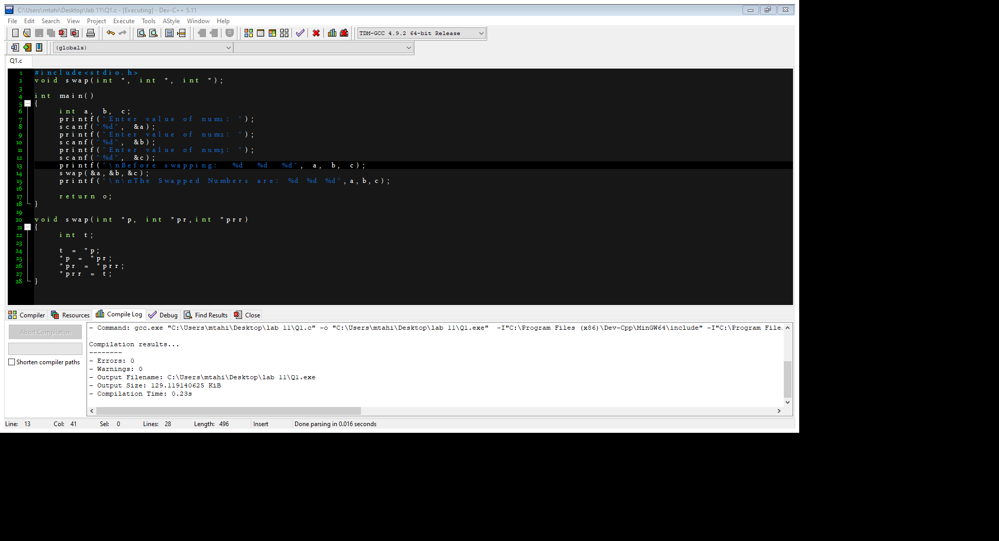 C:\Users\mtahi\Desktop\lab 11\Q1.c - [Executing] - Dev-C++ 5.11
File Edit Search View Project Execute Tools AStyle Window Help
TDM-GCC 4.9.2 64-bit Release
(globals)
Q1.c
1 #include<stdio.h>
2 void swap(int *, int *, int *);
3
4 int main()
5 {
6 int a, b, c;
7 printf("Enter value of num1: ");
8 scanf("%d", &a);
9 printf("Enter value of num2: ");
10 scanf("%d", &b);
11 printf("Enter value of num3: ");
12 scanf("%d", &c);
13 printf("\nBefore swapping: %d %d %d", a, b, c);
14 swap(&a,&b,&c);
15 printf("\n\nThe Swapped Numbers are: %d %d %d",a,b,c);
16
17 return 0;
18 }
19
20 void swap(int *p, int *pr,int *prr)
21 {
22 int t;
23
24 t = *p;
25 *p = *pr;
26 *pr = *prr;
27 *prr = t;
28 }
Compiler Resources Compile Log Debug Find Results Close
Abort Compilation
Shorten compiler paths
- Command: gcc.exe "C:\Users\mtahi\Desktop\lab 11\Q1.c" -o "C:\Users\mtahi\Desktop\lab 11\Q1.exe" -I"C:\Program Files (x86)\Dev-Cpp\MinGW64\include" -I"C:\Program File
Compilation results...
--------
- Errors: 0
- Warnings: 0
- Output Filename: C:\Users\mtahi\Desktop\lab 11\Q1.exe
- Output Size: 129.119140625 KiB
- Compilation Time: 0.23s
Line: 13 Col: 41 Sel: 0 Lines: 28 Length: 496 Insert Done parsing in 0.016 seconds